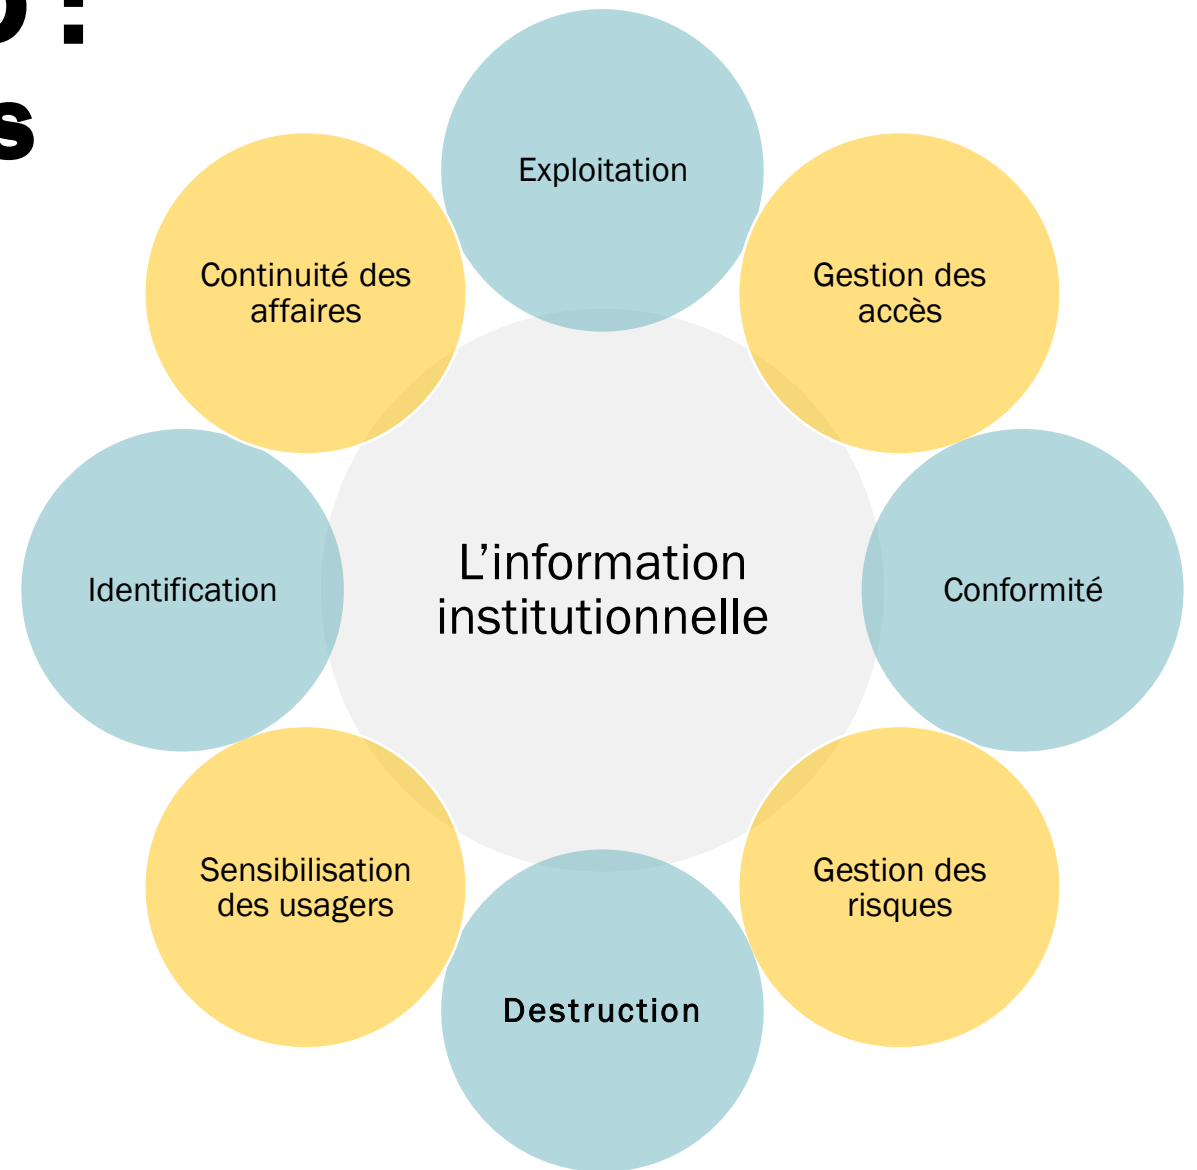 s
Exploitation
Continuité des
affaires
Gestion des
accès
Identification
L’information
institutionnelle
Conformité
Sensibilisation
des usagers
Gestion des
risques
Destruction